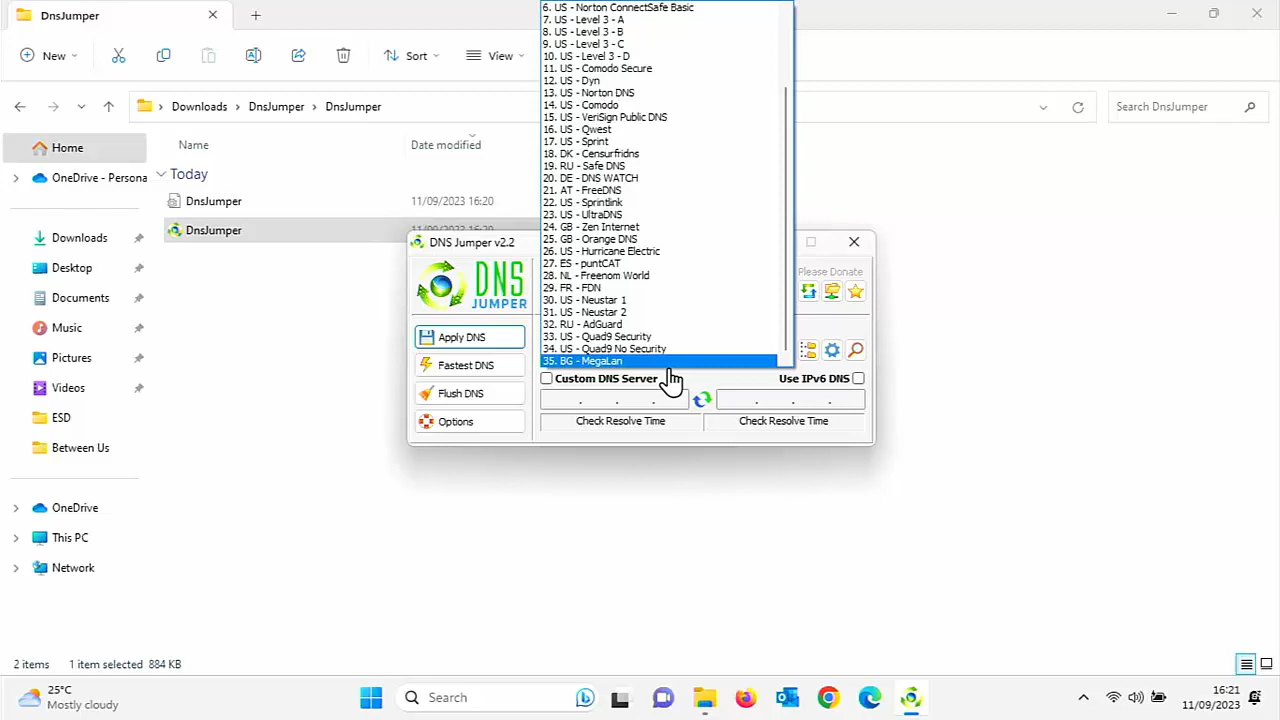 DnsJumper
New
Sort
View
Downloads
DnsJumper
DnsJumper
Search DnsJumper
Home
OneDrive - Persona
Downloads
Desktop
Documents
Music
Pictures
Videos
ESD
Between Us
OneDrive
This PC
Network
Name
Date modified
Today
DnsJumper
11/09/2023 16:20
DnsJumper
11/09/2023 16:20
6. US - Norton ConnectSafe Basic
7. US - Level 3 - A
8. US - Level 3 - B
9. US - Level 3 - C
10. US - Level 3 - D
11. US - Comodo Secure
12. US - Dyn
13. US - Norton DNS
14. US - Comodo
15. US - VeriSign Public DNS
16. US - Qwest
17. US - Sprint
18. DK - Censurfridns
19. RU - Safe DNS
20. DE - DNS WATCH
21. AT - FreeDNS
22. US - Sprintlink
23. US - UltraDNS
24. GB - Zen Internet
25. GB - Orange DNS
26. US - Hurricane Electric
27. ES - puntCAT
28. NL - Freenom World
29. FR - FDN
30. US - Neustar 1
31. US - Neustar 2
32. RU - AdGuard
33. US - Quad9 Security
34. US - Quad9 No Security
35. BG - MegaLan
DNS Jumper v2.2
DNS
JUMPER
Please Donate
Apply DNS
Fastest DNS
Flush DNS
Options
Custom DNS Server
Use IPv6 DNS
Check Resolve Time
Check Resolve Time
2 items
1 item selected 884 KB
25°C
Mostly cloudy
Search
16:21
11/09/2023